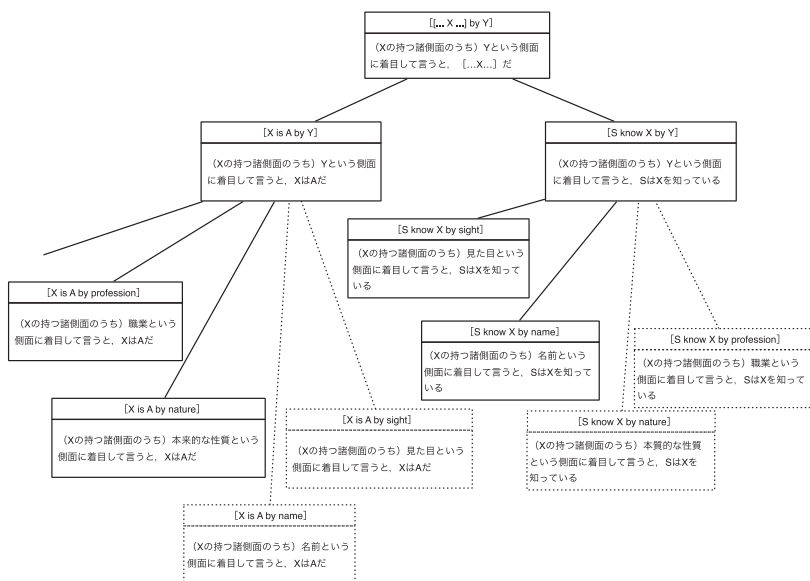 [[... X ...] by Y]
(Xの持つ諸側面のうち)Yという側面
に着目して言うと，[...X...]だ
[X is A by Y]
(Xの持つ諸側面のうち)Yという側面
に着目して言うと，XはAだ
[S know X by Y]
(Xの持つ諸側面のうち)Yという側面
に着目して言うと，SはXを知っている
[S know X by sight]
(Xの持つ諸側面のうち)見た目という
側面に着目して言うと，SはXを知って
いる
[X is A by profession]
(Xの持つ諸側面のうち)職業という
側面に着目して言うと，XはAだ
[S know X by name]
(Xの持つ諸側面のうち)名前という
側面に着目して言うと，SはXを知って
いる
[S know X by profession]
(Xの持つ諸側面のうち)職業という
側面に着目して言うと，SはXを知って
いる
[X is A by nature]
(Xの持つ諸側面のうち)本来的な性質という
側面に着目して言うと，XはAだ
[X is A by sight]
(Xの持つ諸側面のうち)見た目という
側面に着目して言うと，XはAだ
[S know X by nature]
(Xの持つ諸側面のうち)本質的な性質
という側面に着目して言うと，SはXを
知っている
[X is A by name]
(Xの持つ諸側面のうち)名前という
側面に着目して言うと，XはAだ